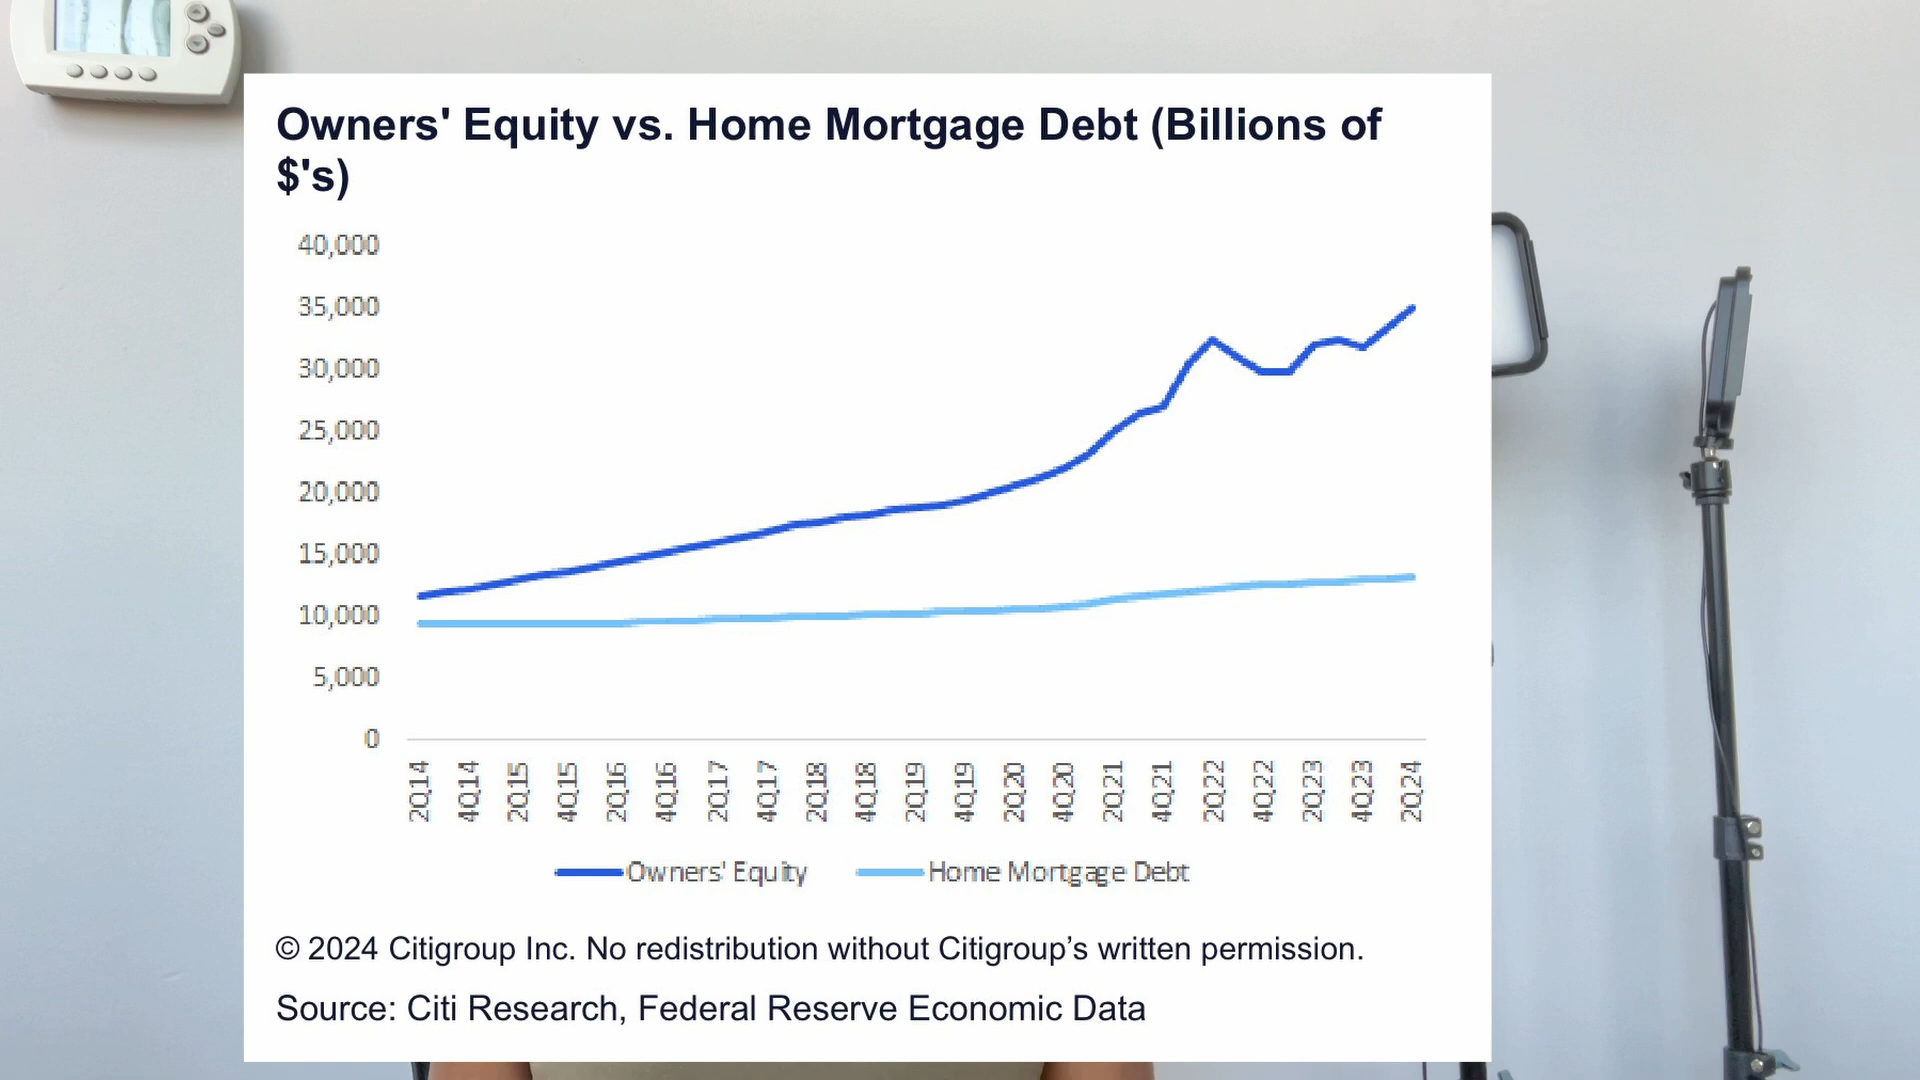 Owners' Equity vs. Home Mortgage Debt (Billions of
$'s)
40,000
35,000
30,000
25,000
20,000
15,000
10,000
5,000
0
2Q14
4Q14
2Q15
4Q15
2Q16
4Q16
2Q17
4Q17
2Q18
4Q18
2Q19
4Q19
2Q20
4Q20
2Q21
4Q21
2Q22
4Q22
2Q23
4Q23
2Q24
Owners' Equity
Home Mortgage Debt
© 2024 Citigroup Inc. No redistribution without Citigroup’s written permission.
Source: Citi Research, Federal Reserve Economic Data